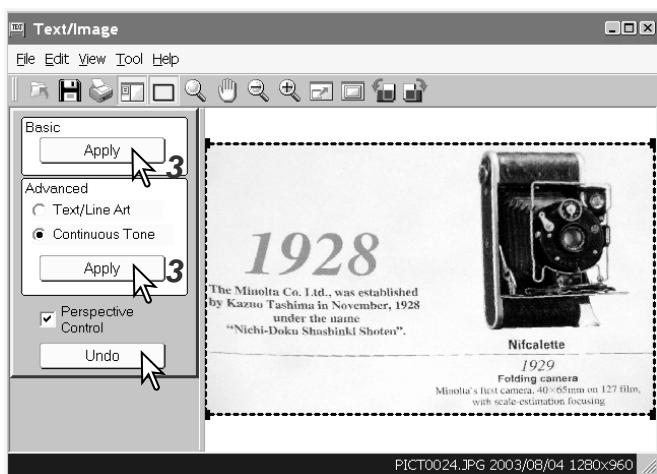 TEXT Text/Image
File Edit View Tool Help
Basic
Apply
3
Advanced
Text/Line Art
Continuous Tone
Apply
3
Perspective
Control
Undo
1928
The Minolta Co. Ltd., was established
by Kazuo Tashima in November, 1928
under the name
“Nichi-Doku Shashinki Shoten”.
Nifcalette
1929
Folding camera
Minolta's first camera. 40×65mm on 127 film,
with scale-estimation focusing
PICT0024.JPG 2003/08/04 1280×960